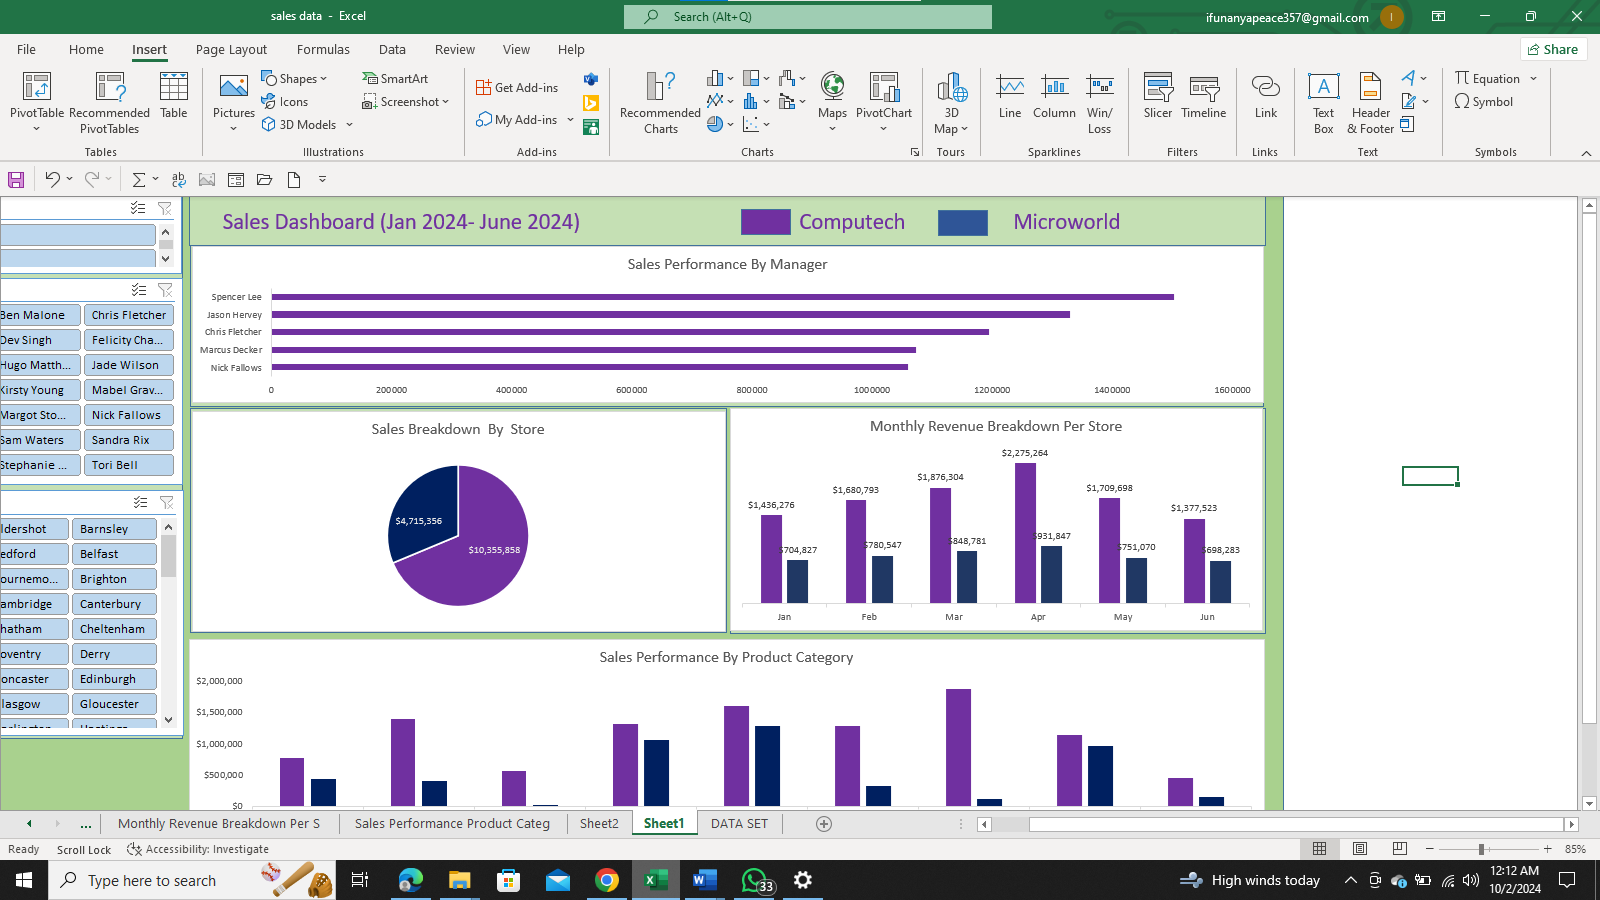 sales data - Excel
Search (Alt+Q)
ifunanyapeace357@gmail.com
I
File Home Insert Page Layout Formulas Data Review View Help
Share
PivotTable
Recommended
PivotTables
Table
Tables
Pictures
Shapes
Icons
3D Models
SmartArt
Screenshot
Illustrations
Get Add-ins
My Add-ins
Add-ins
Recommended
Charts
Maps
PivotChart
Charts
3D
Map
Tours
Line
Column
Win/
Loss
Sparklines
Slicer
Timeline
Filters
Link
Links
Text
Box
Header
& Footer
Text
Equation
Symbol
Symbols
Sales Dashboard (Jan 2024- June 2024)
Computech
Microworld
Ben Malone Chris Fletcher
Dev Singh Felicity Cha...
Hugo Matth... Jade Wilson
Kirsty Young Mabel Grav...
Margot Sto... Nick Fallows
Sam Waters Sandra Rix
Stephanie ... Tori Bell
ldershot Barnsley
edford Belfast
ournemo... Brighton
ambridge Canterbury
hatham Cheltenham
oventry Derry
oncaster Edinburgh
lasgow Gloucester
Sales Performance By Manager
Spencer Lee
Jason Hervey
Chris Fletcher
Marcus Decker
Nick Fallows
0 200000 400000 600000 800000 1000000 1200000 1400000 1600000
Sales Breakdown By Store
$4,715,356
$10,355,858
Monthly Revenue Breakdown Per Store
$1,436,276
$704,827
$1,680,793
$780,547
$1,876,304
$848,781
$2,275,264
$931,847
$1,709,698
$751,070
$1,377,523
$698,283
Jan Feb Mar Apr May Jun
Sales Performance By Product Category
$2,000,000
$1,500,000
$1,000,000
$500,000
$0
... Monthly Revenue Breakdown Per S Sales Performance Product Categ Sheet2 Sheet1 DATA SET
Ready Scroll Lock Accessibility: Investigate
85%
Type here to search
33
High winds today
12:12 AM
10/2/2024